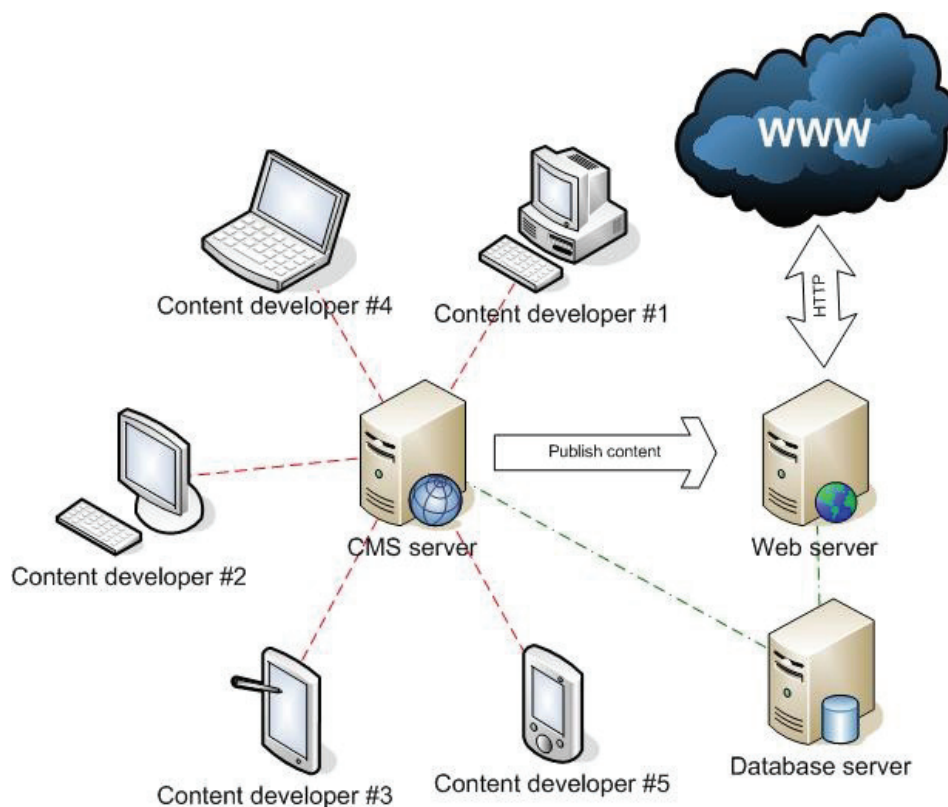 WWW
Content developer #4
Content developer #1
HTTP
Publish content
CMS server
Web server
Content developer #2
Content developer #3
Content developer #5
Database server